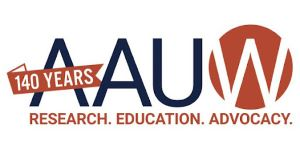 140 YEARS
AAUW
RESEARCH. EDUCATION. ADVOCACY.